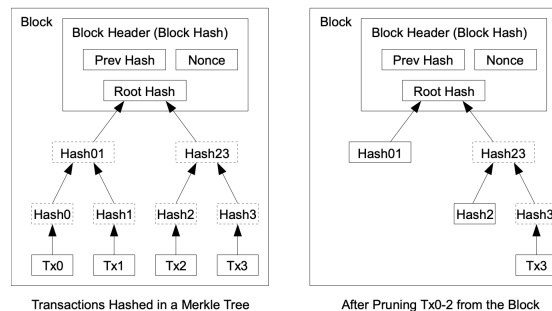 Block
Block Header (Block Hash)
Prev Hash
Nonce
Root Hash
Hash01
Hash23
Hash0
Hash1
Hash2
Hash3
Tx0
Tx1
Tx2
Tx3
Transactions Hashed in a Merkle Tree
Block
Block Header (Block Hash)
Prev Hash
Nonce
Root Hash
Hash01
Hash23
Hash2
Hash3
Tx3
After Pruning Tx0-2 from the Block